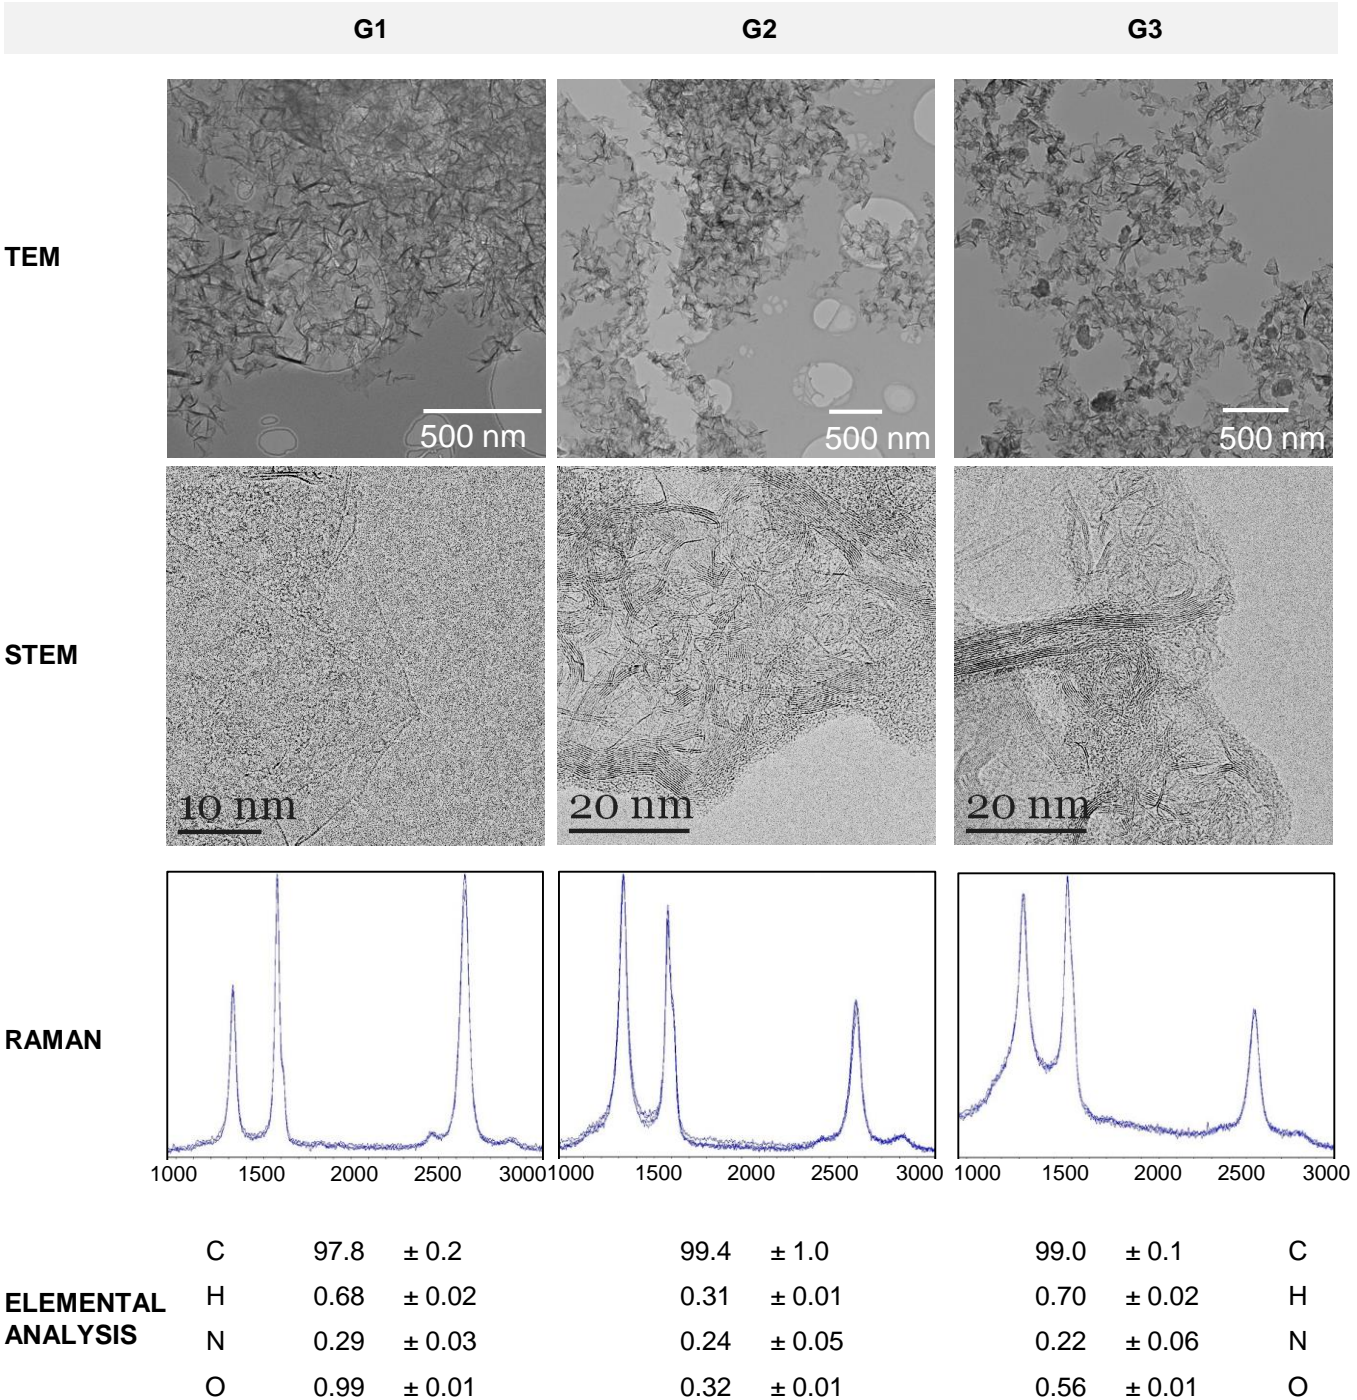 G1 G2 G3
TEM
500 nm 500 nm 500 nm
STEM
10 nm 20 nm 20 nm
RAMAN
1000 1500 2000 2500 3000 1000 1500 2000 2500 3000 1000 1500 2000 2500 3000
C 97.8 ± 0.2 99.4 ± 1.0 99.0 ± 0.1 C
ELEMENTAL ANALYSIS
H 0.68 ± 0.02 0.31 ± 0.01 0.70 ± 0.02 H
N 0.29 ± 0.03 0.24 ± 0.05 0.22 ± 0.06 N
O 0.99 ± 0.01 0.32 ± 0.01 0.56 ± 0.01 O